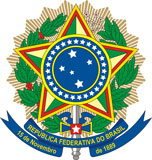 REPÚBLICA FEDERATIVA DO BRASIL
15 de Novembro de 1889